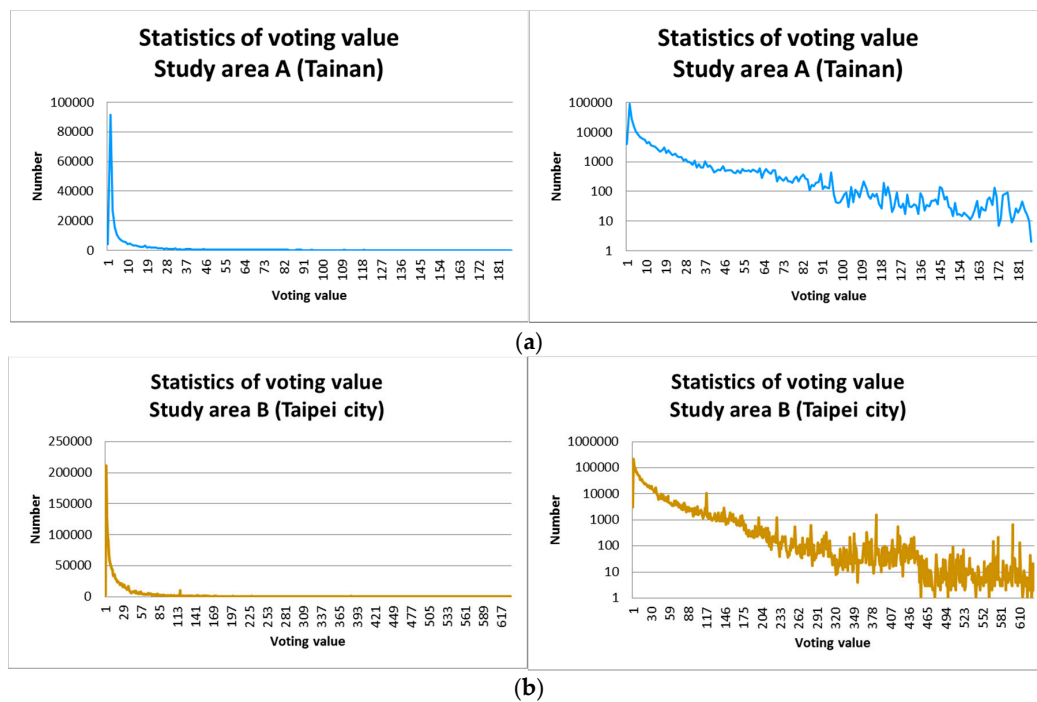 Statistics of voting value
Study area A (Tainan)
100000
80000
60000
40000
20000
0
Number
1 10 19 28 37 46 55 64 73 82 91 100 109 118 127 136 145 154 163 172 181
Voting value
Statistics of voting value
Study area A (Tainan)
100000
10000
1000
100
10
1
Number
1 10 19 28 37 46 55 64 73 82 91 100 109 118 127 136 145 154 163 172 181
Voting value
(a)
Statistics of voting value
Study area B (Taipei city)
250000
200000
150000
100000
50000
0
Number
1 29 57 85 113 141 169 197 225 253 281 309 337 365 393 421 449 477 505 533 561 589 617
Voting value
Statistics of voting value
Study area B (Taipei city)
1000000
100000
10000
1000
100
10
1
Number
1 30 59 88 117 146 175 204 233 262 291 320 349 378 407 436 465 494 523 552 581 610
Voting value
(b)